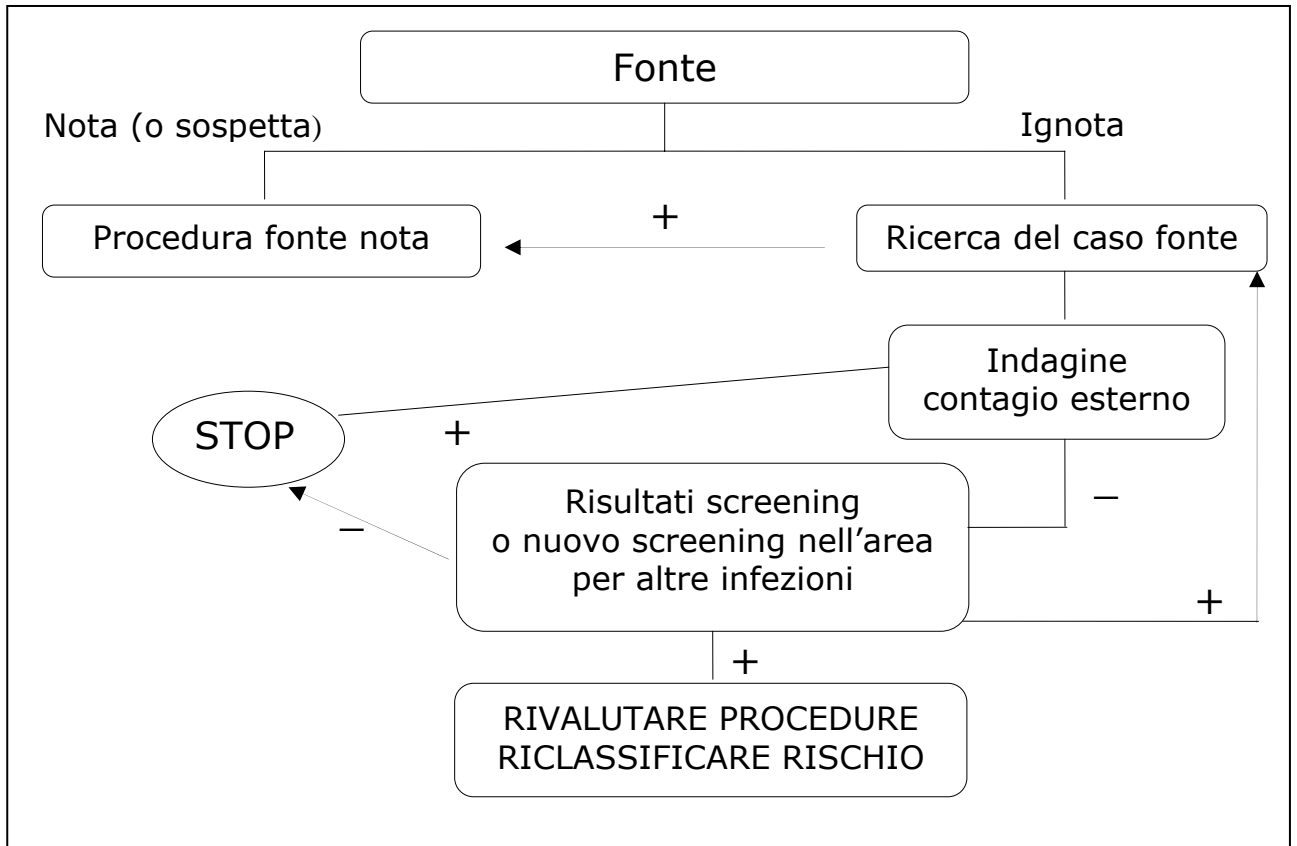 Fonte
Nota (o sospetta)
Ignota
Procedura fonte nota
+
Ricerca del caso fonte
Indagine
contagio esterno
STOP
+
Risultati screening
o nuovo screening nell’area
per altre infezioni
–
–
+
+
RIVALUTARE PROCEDURE
RICLASSIFICARE RISCHIO